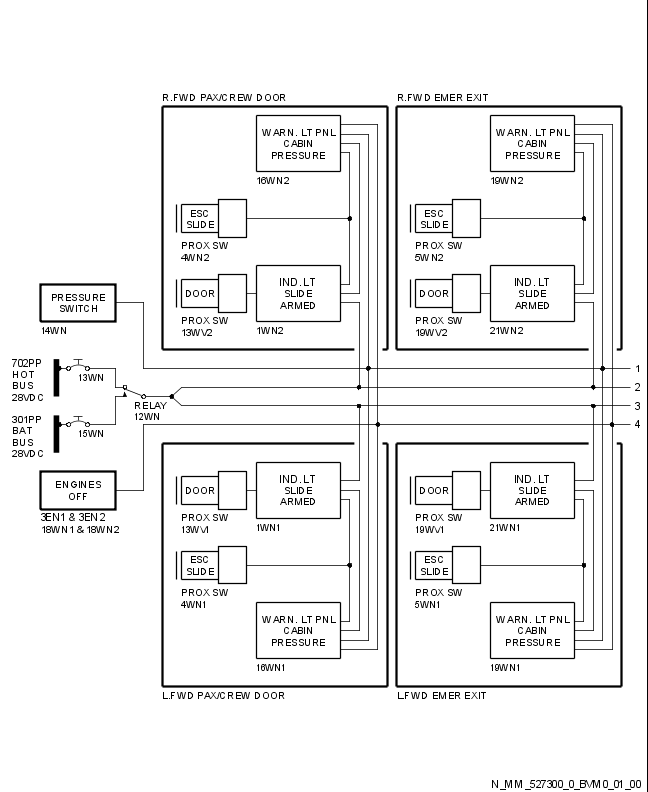 R.FWD PAX/CREW DOOR
R.FWD EMER EXIT
WARN. LT PNL
CABIN
PRESSURE
16WN2
WARN. LT PNL
CABIN
PRESSURE
19WN2
ESC
SLIDE
PROX SW
4WN2
ESC
SLIDE
PROX SW
5WN2
DOOR
PROX SW
13WV2
IND. LT
SLIDE
ARMED
1WN2
DOOR
PROX SW
19WV2
IND. LT
SLIDE
ARMED
21WN2
PRESSURE
SWITCH
14WN
702PP
HOT
BUS
28VDC
13WN
301PP
BAT
BUS
28VDC
15WN
RELAY
12WN
1
2
3
4
ENGINES
OFF
3EN1 & 3EN2
18WN1 & 18WN2
DOOR
PROX SW
13WV1
IND. LT
SLIDE
ARMED
1WN1
DOOR
PROX SW
19WV1
IND. LT
SLIDE
ARMED
21WN1
ESC
SLIDE
PROX SW
4WN1
ESC
SLIDE
PROX SW
5WN1
WARN. LT PNL
CABIN
PRESSURE
16WN1
WARN. LT PNL
CABIN
PRESSURE
19WN1
L.FWD PAX/CREW DOOR
L.FWD EMER EXIT
N_MM_527300_0_BVM0_01_00